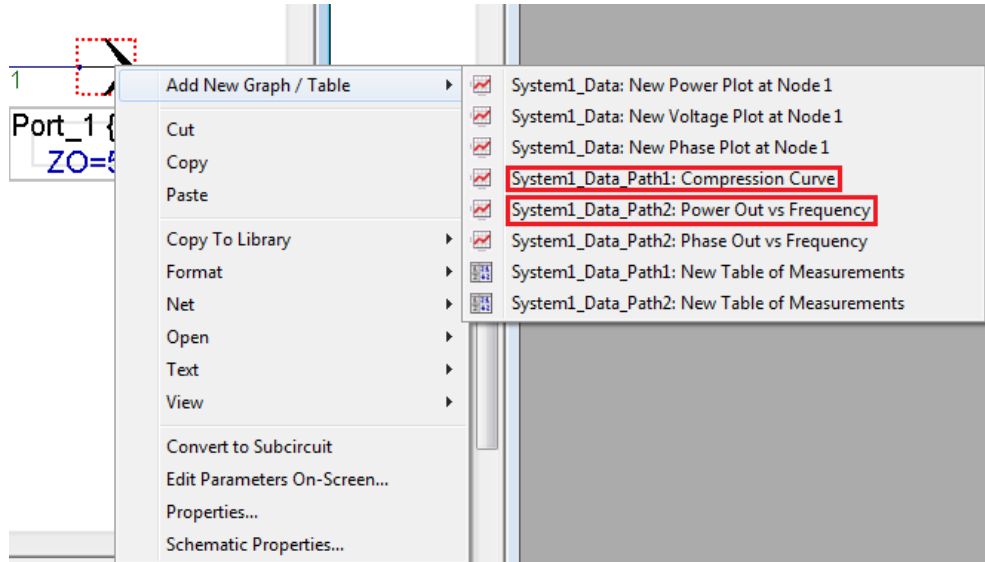 1
Port_1 {
ZO=5
Add New Graph / Table
Cut
Copy
Paste
Copy To Library
Format
Net
Open
Text
View
Convert to Subcircuit
Edit Parameters On-Screen...
Properties...
Schematic Properties...
System1_Data: New Power Plot at Node 1
System1_Data: New Voltage Plot at Node 1
System1_Data: New Phase Plot at Node 1
System1_Data_Path1: Compression Curve
System1_Data_Path2: Power Out vs Frequency
System1_Data_Path2: Phase Out vs Frequency
System1_Data_Path1: New Table of Measurements
System1_Data_Path2: New Table of Measurements